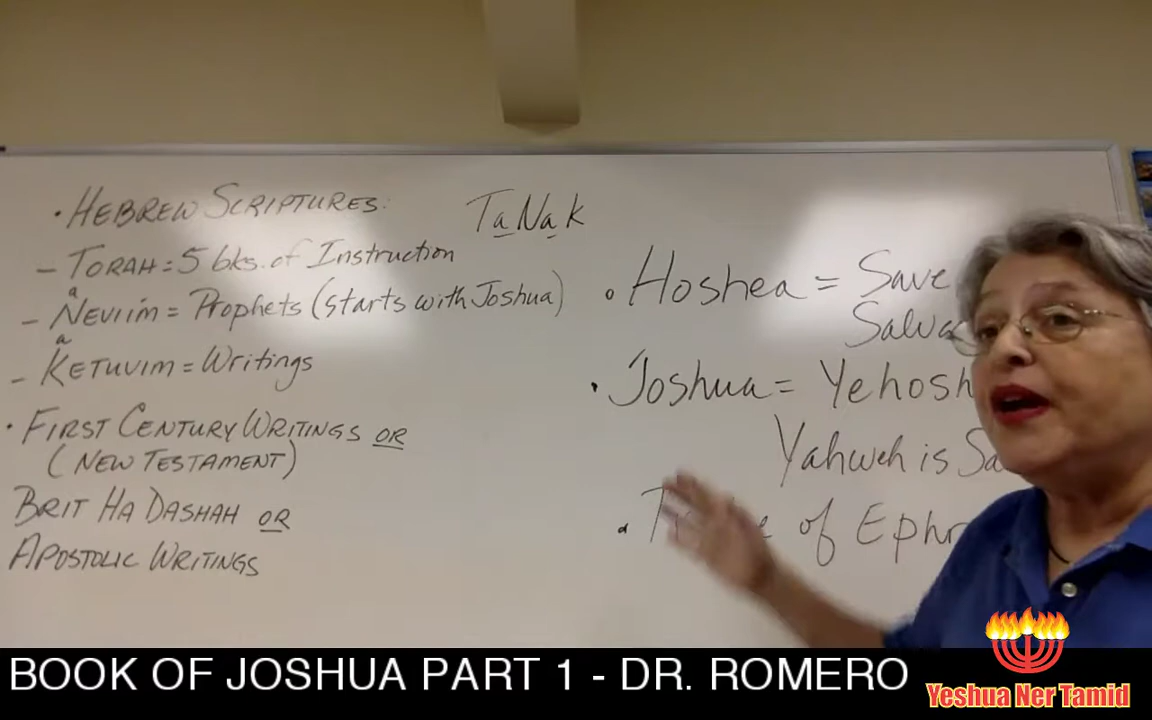 • HEBREW SCRIPTURES:
TaNaK
– TORAH = 5 bks. of Instruction
a
– NEVIIM = Prophets (starts with Joshua)
a
– KETUVIM = Writings
• FIRST CENTURY WRITINGS OR
(NEW TESTAMENT)
BRIT HA DASHAH OR
APOSTOLIC WRITINGS
• Hoshea = Save
Salva
• Joshua = Yehosh
Yahweh is Sa
• of Ephr
BOOK OF JOSHUA PART 1 - DR. ROMERO
Yeshua Ner Tamid